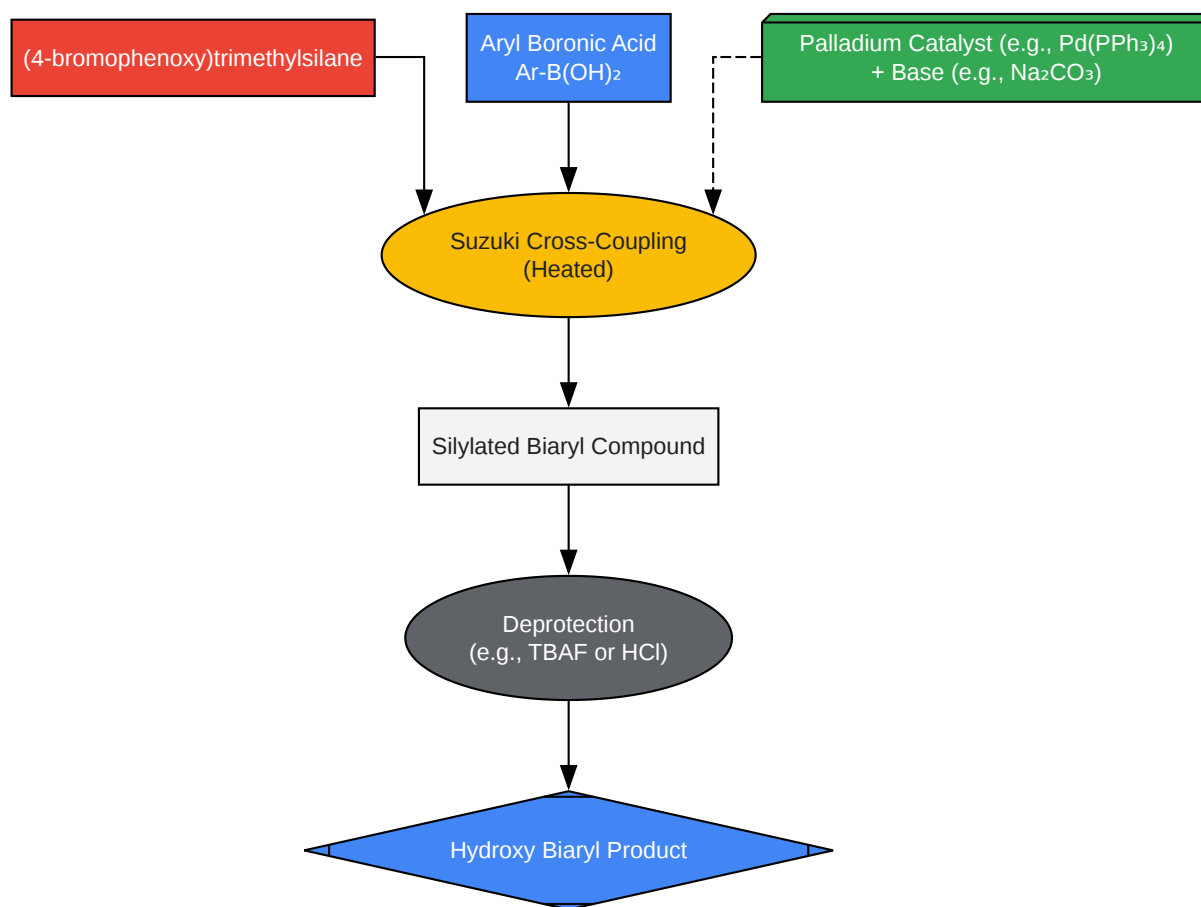 (4-bromophenoxy)trimethylsilane
Aryl Boronic Acid
Ar-B(OH)₂
Palladium Catalyst (e.g., Pd(PPh₃)₄)
+ Base (e.g., Na₂CO₃)
Suzuki Cross-Coupling
(Heated)
Silylated Biaryl Compound
Deprotection
(e.g., TBAF or HCl)
Hydroxy Biaryl Product